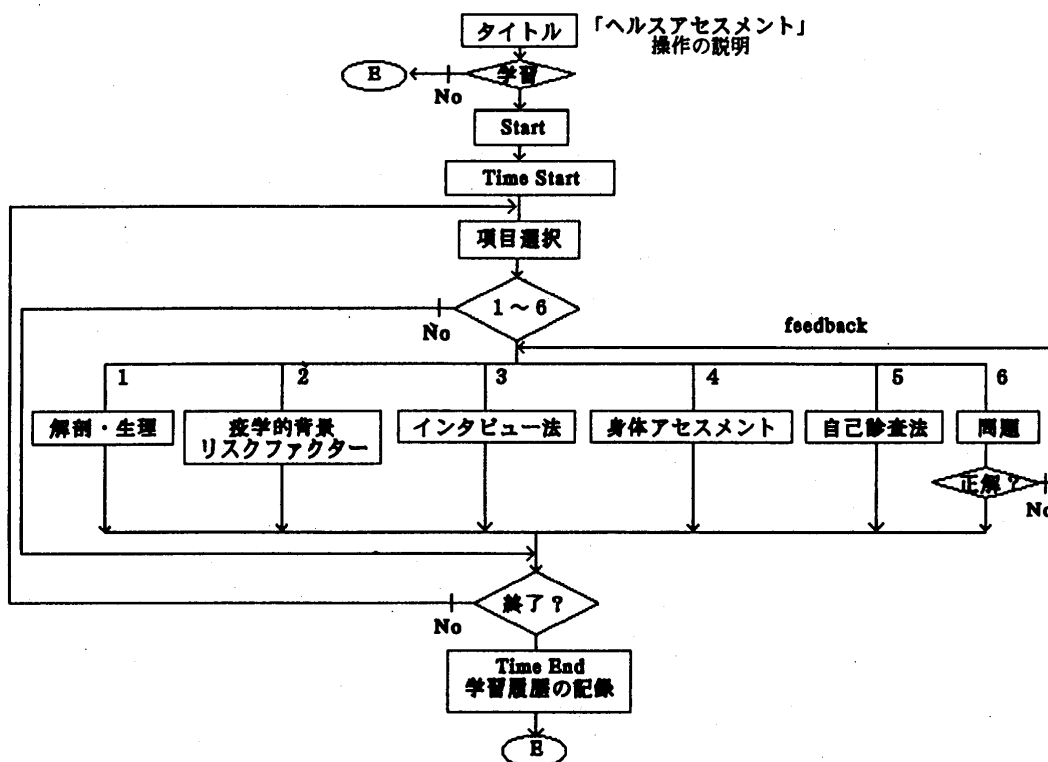 タイトル
「ヘルスアセスメント」
操作の説明
学習
E
No
Start
Time Start
項目選択
1～6
No
feedback
1
2
3
4
5
6
解剖・生理
疫学的背景
リスクファクター
インタビュー法
身体アセスメント
自己診査法
問題
正解？
No
終了？
No
Time End
学習履歴の記録
E